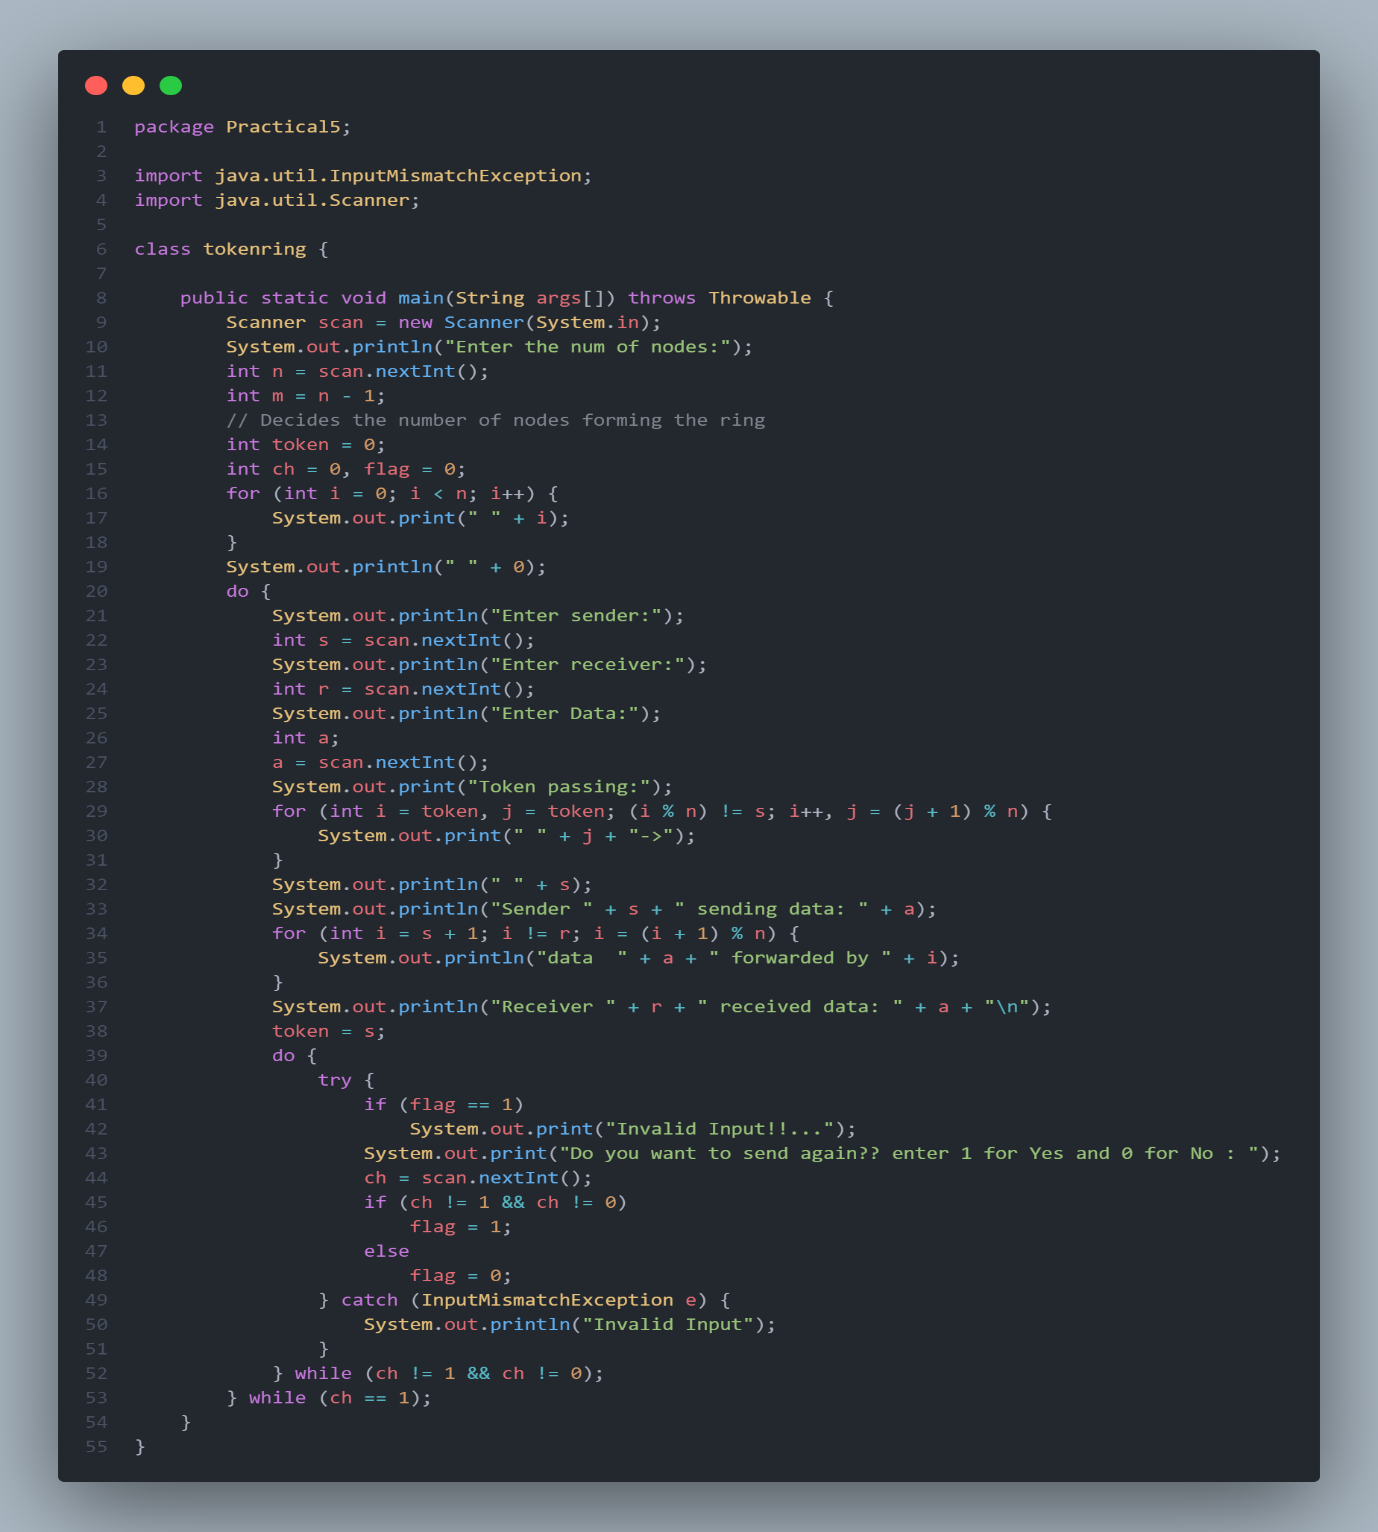 1 package Practical5;
2
3 import java.util.InputMismatchException;
4 import java.util.Scanner;
5
6 class tokenring {
7
8     public static void main(String args[]) throws Throwable {
9         Scanner scan = new Scanner(System.in);
10         System.out.println("Enter the num of nodes:");
11         int n = scan.nextInt();
12         int m = n - 1;
13         // Decides the number of nodes forming the ring
14         int token = 0;
15         int ch = 0, flag = 0;
16         for (int i = 0; i < n; i++) {
17             System.out.print(" " + i);
18         }
19         System.out.println(" " + 0);
20         do {
21             System.out.println("Enter sender:");
22             int s = scan.nextInt();
23             System.out.println("Enter receiver:");
24             int r = scan.nextInt();
25             System.out.println("Enter Data:");
26             int a;
27             a = scan.nextInt();
28             System.out.print("Token passing:");
29             for (int i = token, j = token; (i % n) != s; i++, j = (j + 1) % n) {
30                 System.out.print(" " + j + "->");
31             }
32             System.out.println(" " + s);
33             System.out.println("Sender " + s + " sending data: " + a);
34             for (int i = s + 1; i != r; i = (i + 1) % n) {
35                 System.out.println("data  " + a + " forwarded by " + i);
36             }
37             System.out.println("Receiver " + r + " received data: " + a + "\n");
38             token = s;
39             do {
40                 try {
41                     if (flag == 1)
42                         System.out.print("Invalid Input!!...");
43                     System.out.print("Do you want to send again?? enter 1 for Yes and 0 for No : ");
44                     ch = scan.nextInt();
45                     if (ch != 1 && ch != 0)
46                         flag = 1;
47                     else
48                         flag = 0;
49                 } catch (InputMismatchException e) {
50                     System.out.println("Invalid Input");
51                 }
52             } while (ch != 1 && ch != 0);
53         } while (ch == 1);
54     }
55 }